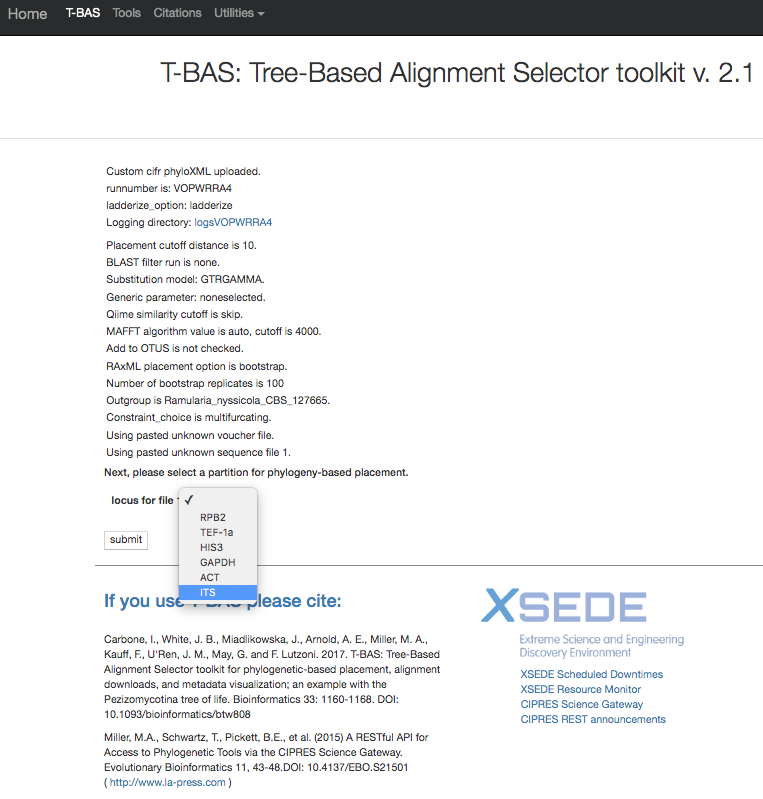 Home T-BAS Tools Citations Utilities
T-BAS: Tree-Based Alignment Selector toolkit v. 2.1
Custom cifr phyloXML uploaded.
runnumber is: VOPWRRA4
ladderize_option: ladderize
Logging directory: logsVOPWRRA4
Placement cutoff distance is 10.
BLAST filter run is none.
Substitution model: GTRGAMMA.
Generic parameter: noneselected.
Qiime similarity cutoff is skip.
MAFFT algorithm value is auto, cutoff is 4000.
Add to OTUS is not checked.
RAxML placement option is bootstrap.
Number of bootstrap replicates is 100
Outgroup is Ramularia_nyssicola_CBS_127665.
Constraint_choice is multifurcating.
Using pasted unknown voucher file.
Using pasted unknown sequence file 1.
Next, please select a partition for phylogeny-based placement.
locus for file
RPB2
TEF-1a
HIS3
GAPDH
ACT
ITS
submit
If you use T-BAS please cite:
Carbone, I., White, J. B., Miadlikowska, J., Arnold, A. E., Miller, M. A.,
Kauff, F., U'Ren, J. M., May, G. and F. Lutzoni. 2017. T-BAS: Tree-Based
Alignment Selector toolkit for phylogenetic-based placement, alignment
downloads, and metadata visualization; an example with the
Pezizomycotina tree of life. Bioinformatics 33: 1160-1168. DOI:
10.1093/bioinformatics/btw808
Miller, M.A., Schwartz, T., Pickett, B.E., et al. (2015) A RESTful API for
Access to Phylogenetic Tools via the CIPRES Science Gateway.
Evolutionary Bioinformatics 11, 43-48.DOI: 10.4137/EBO.S21501
( http://www.la-press.com )
XSEDE
Extreme Science and Engineering
Discovery Environment
XSEDE Scheduled Downtimes
XSEDE Resource Monitor
CIPRES Science Gateway
CIPRES REST announcements